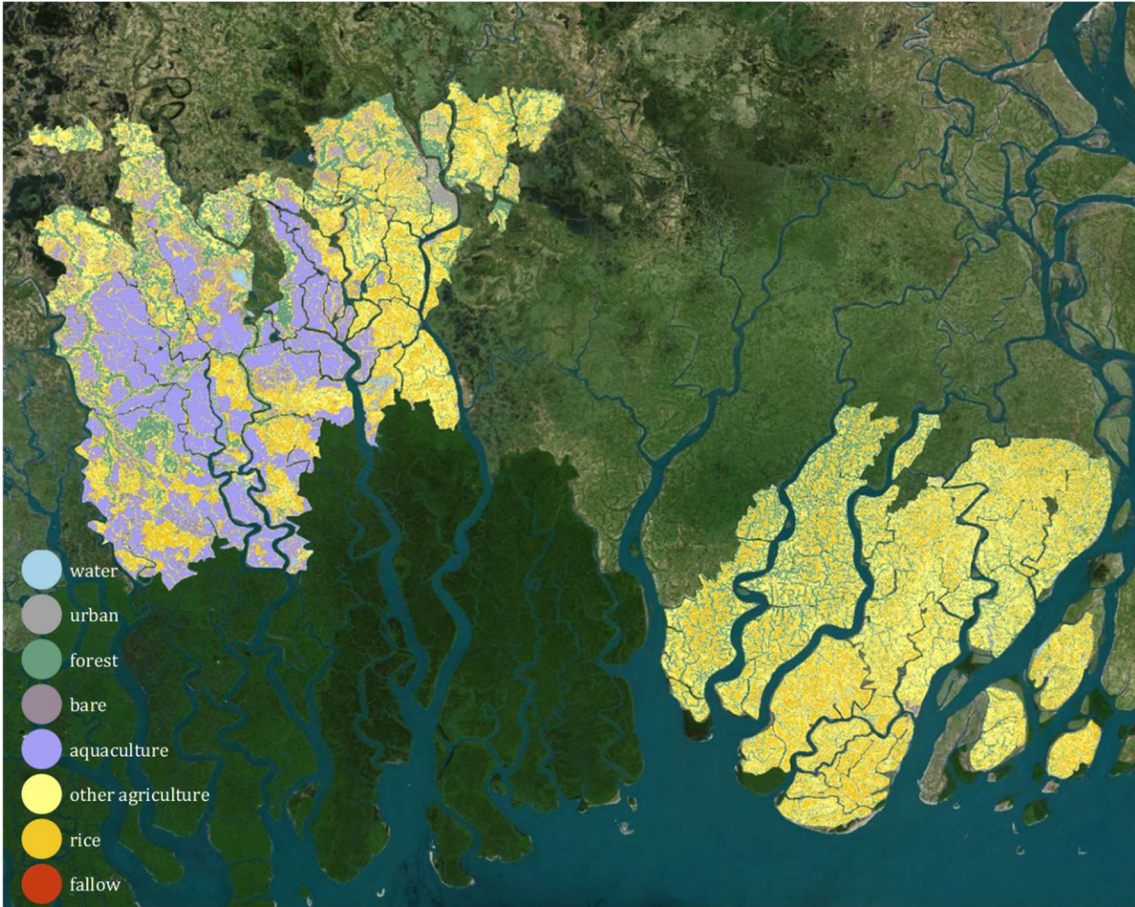 water
urban
forest
bare
aquaculture
other agriculture
rice
fallow